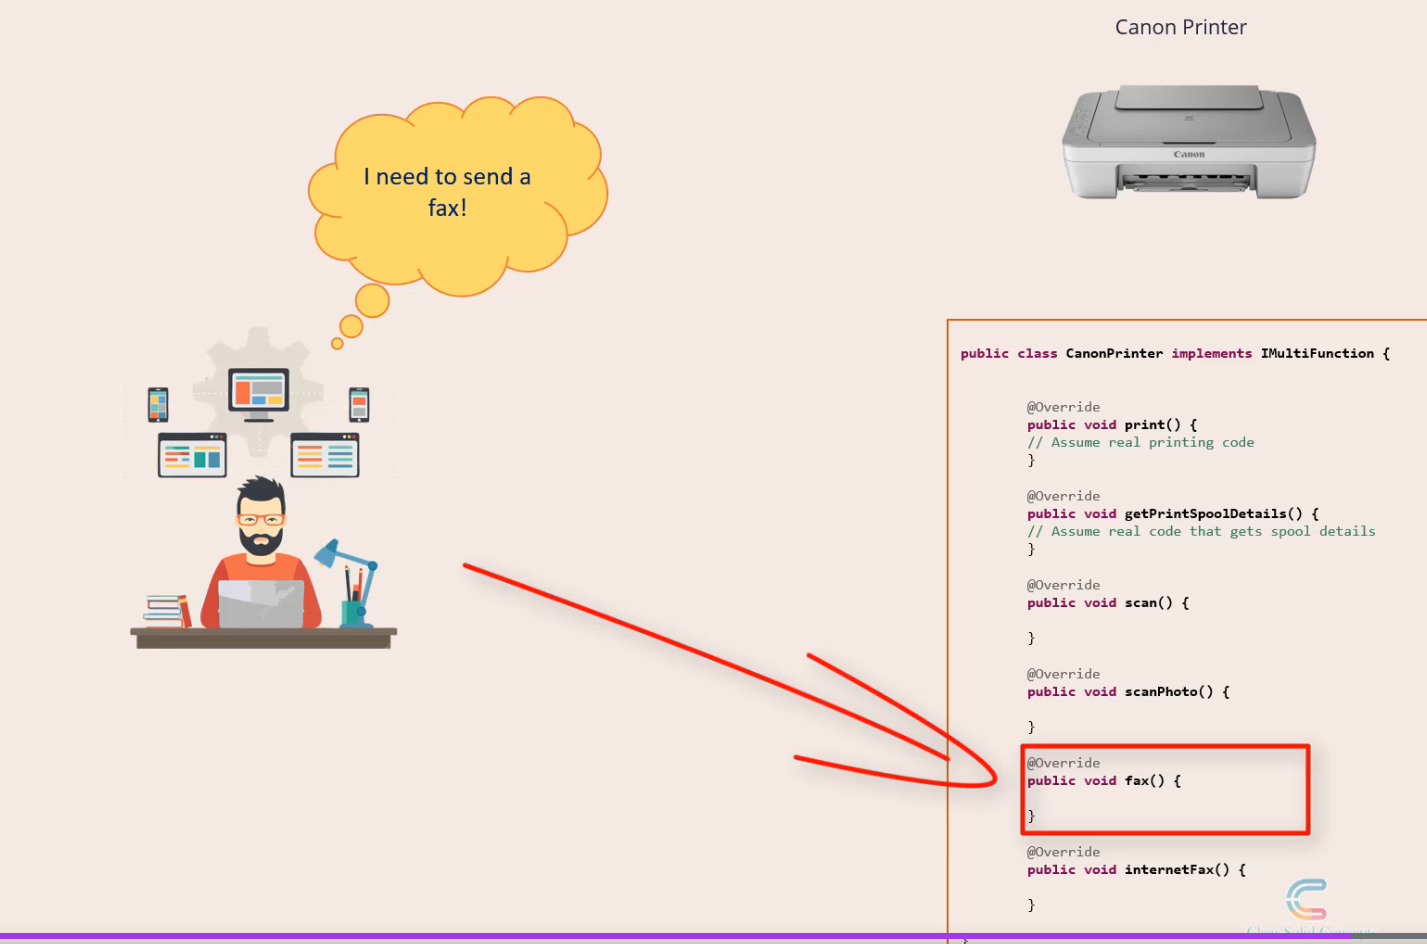 Canon Printer
Canon
I need to send a
fax!
public class CanonPrinter implements IMultiFunction {
@Override
public void print() {
// Assume real printing code
}
@Override
public void getPrintSpoolDetails() {
// Assume real code that gets spool details
}
@Override
public void scan() {
}
@Override
public void scanPhoto() {
}
@Override
public void fax() {
}
@Override
public void internetFax() {
}
}